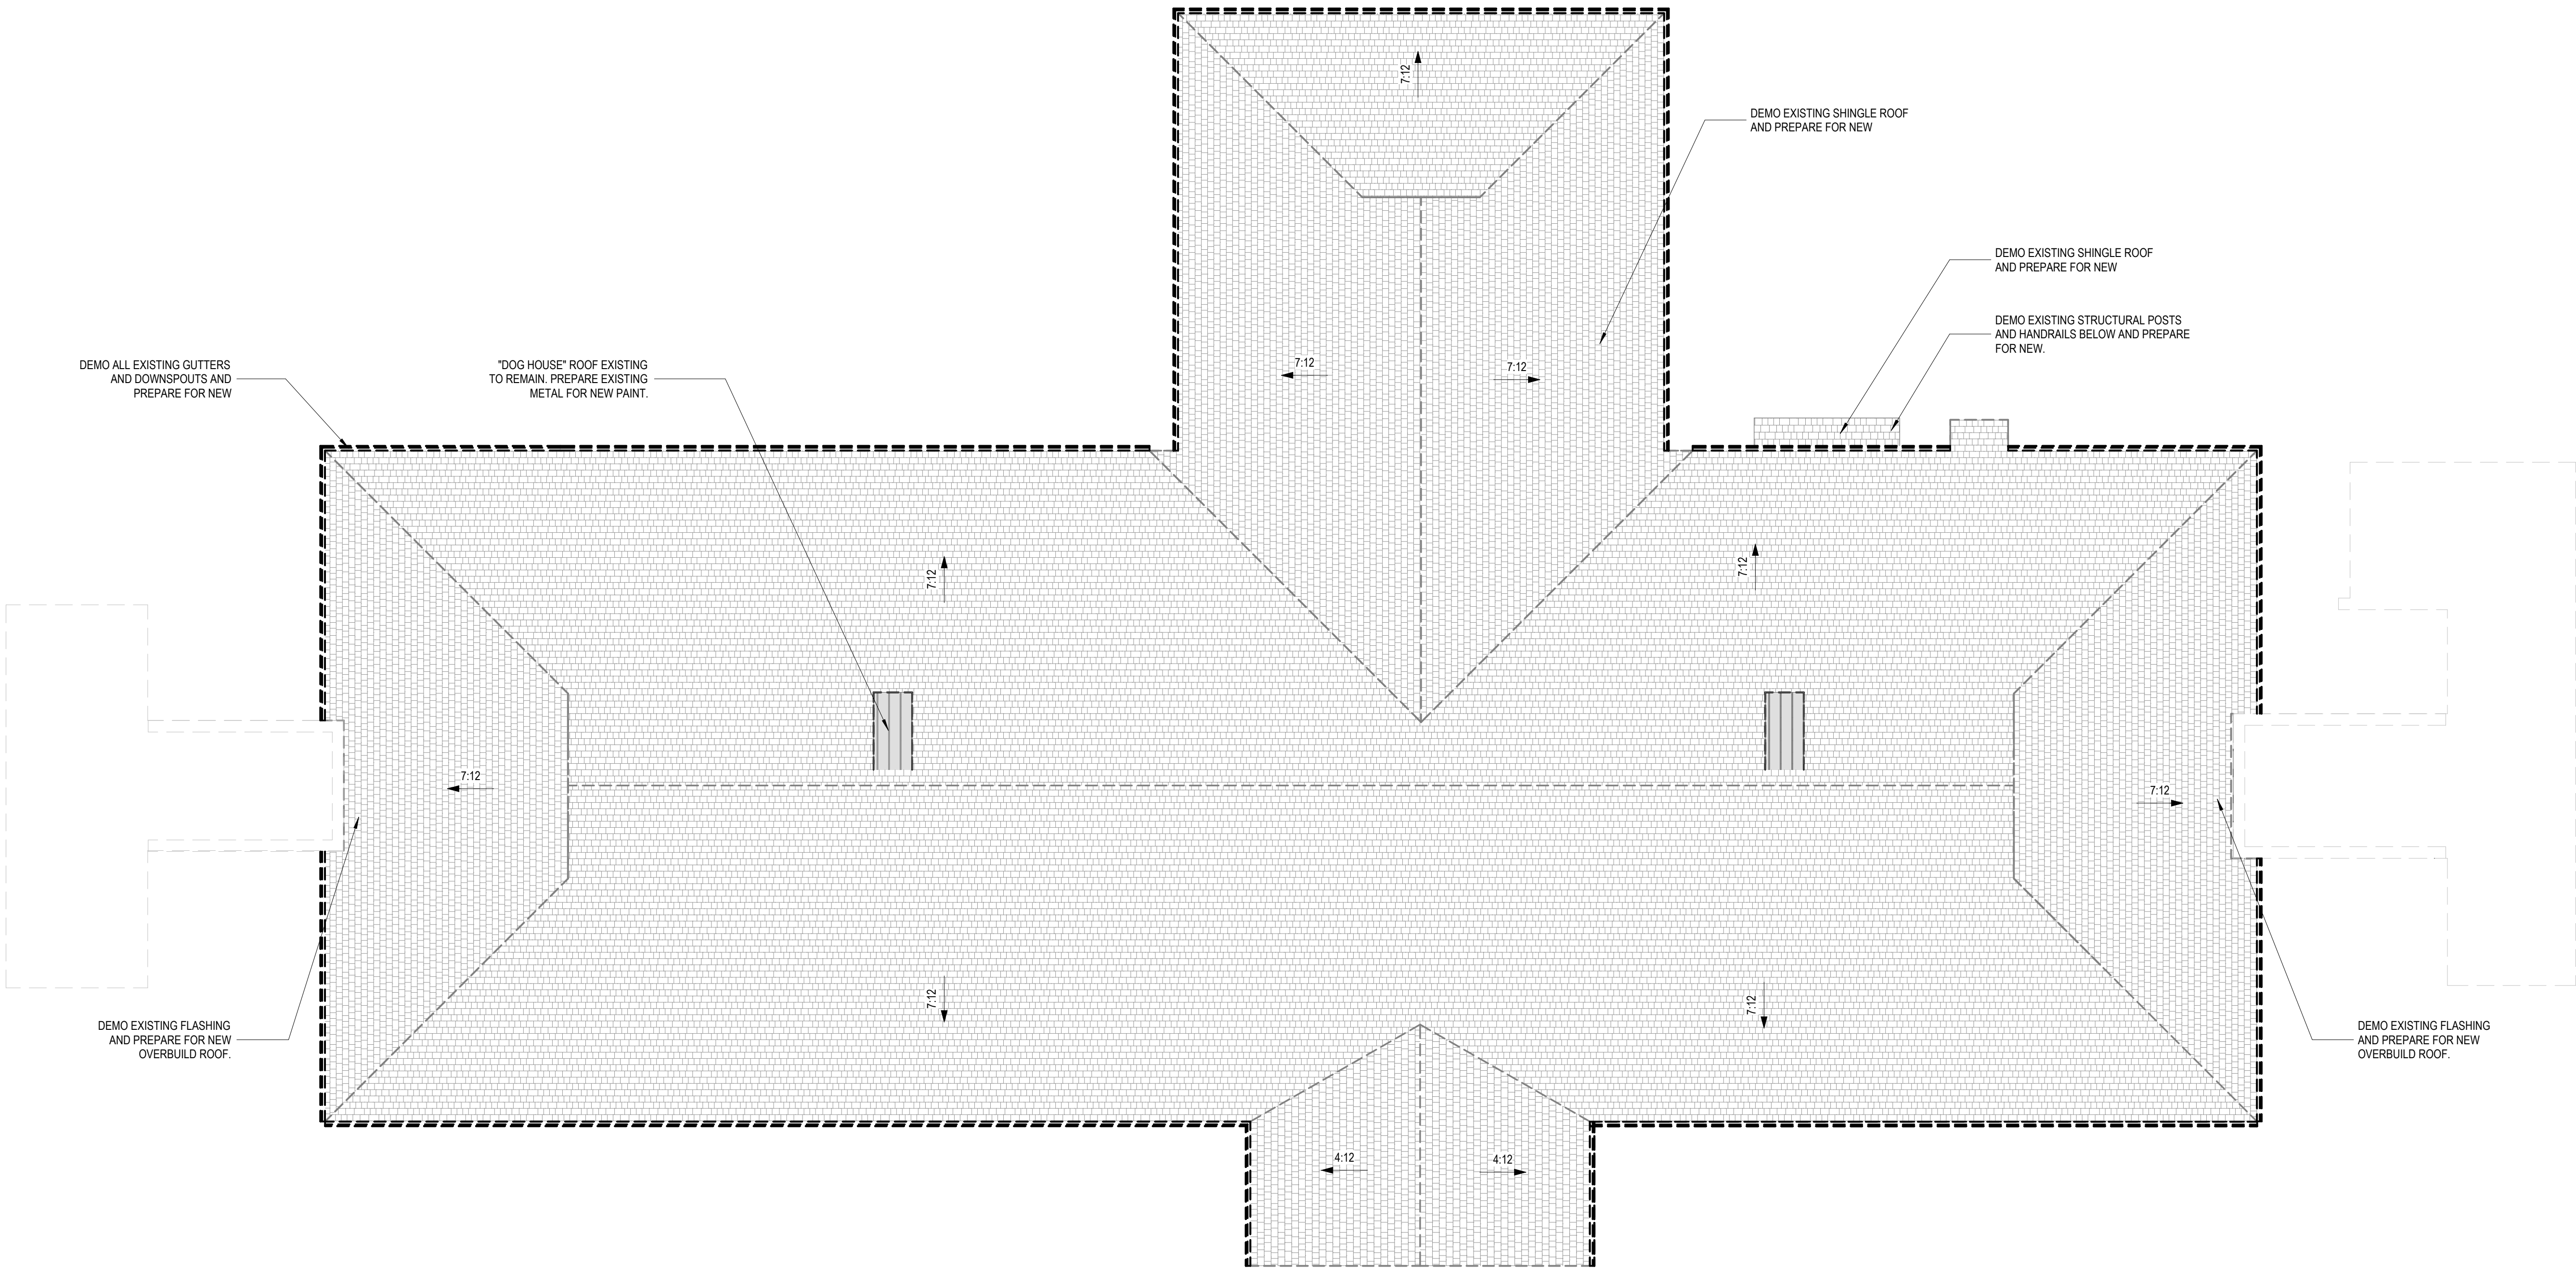 7:12
DEMO EXISTING SHINGLE ROOF
AND PREPARE FOR NEW
DEMO EXISTING SHINGLE ROOF
AND PREPARE FOR NEW
DEMO EXISTING STRUCTURAL POSTS
AND HANDRAILS BELOW AND PREPARE
FOR NEW.
DEMO ALL EXISTING GUTTERS
AND DOWNSPOUTS AND
PREPARE FOR NEW
"DOG HOUSE" ROOF EXISTING
TO REMAIN. PREPARE EXISTING
METAL FOR NEW PAINT.
7:12
7:12
7:12
7:12
7:12
7:12
7:12
7:12
DEMO EXISTING FLASHING
AND PREPARE FOR NEW
OVERBUILD ROOF.
DEMO EXISTING FLASHING
AND PREPARE FOR NEW
OVERBUILD ROOF.
4:12
4:12